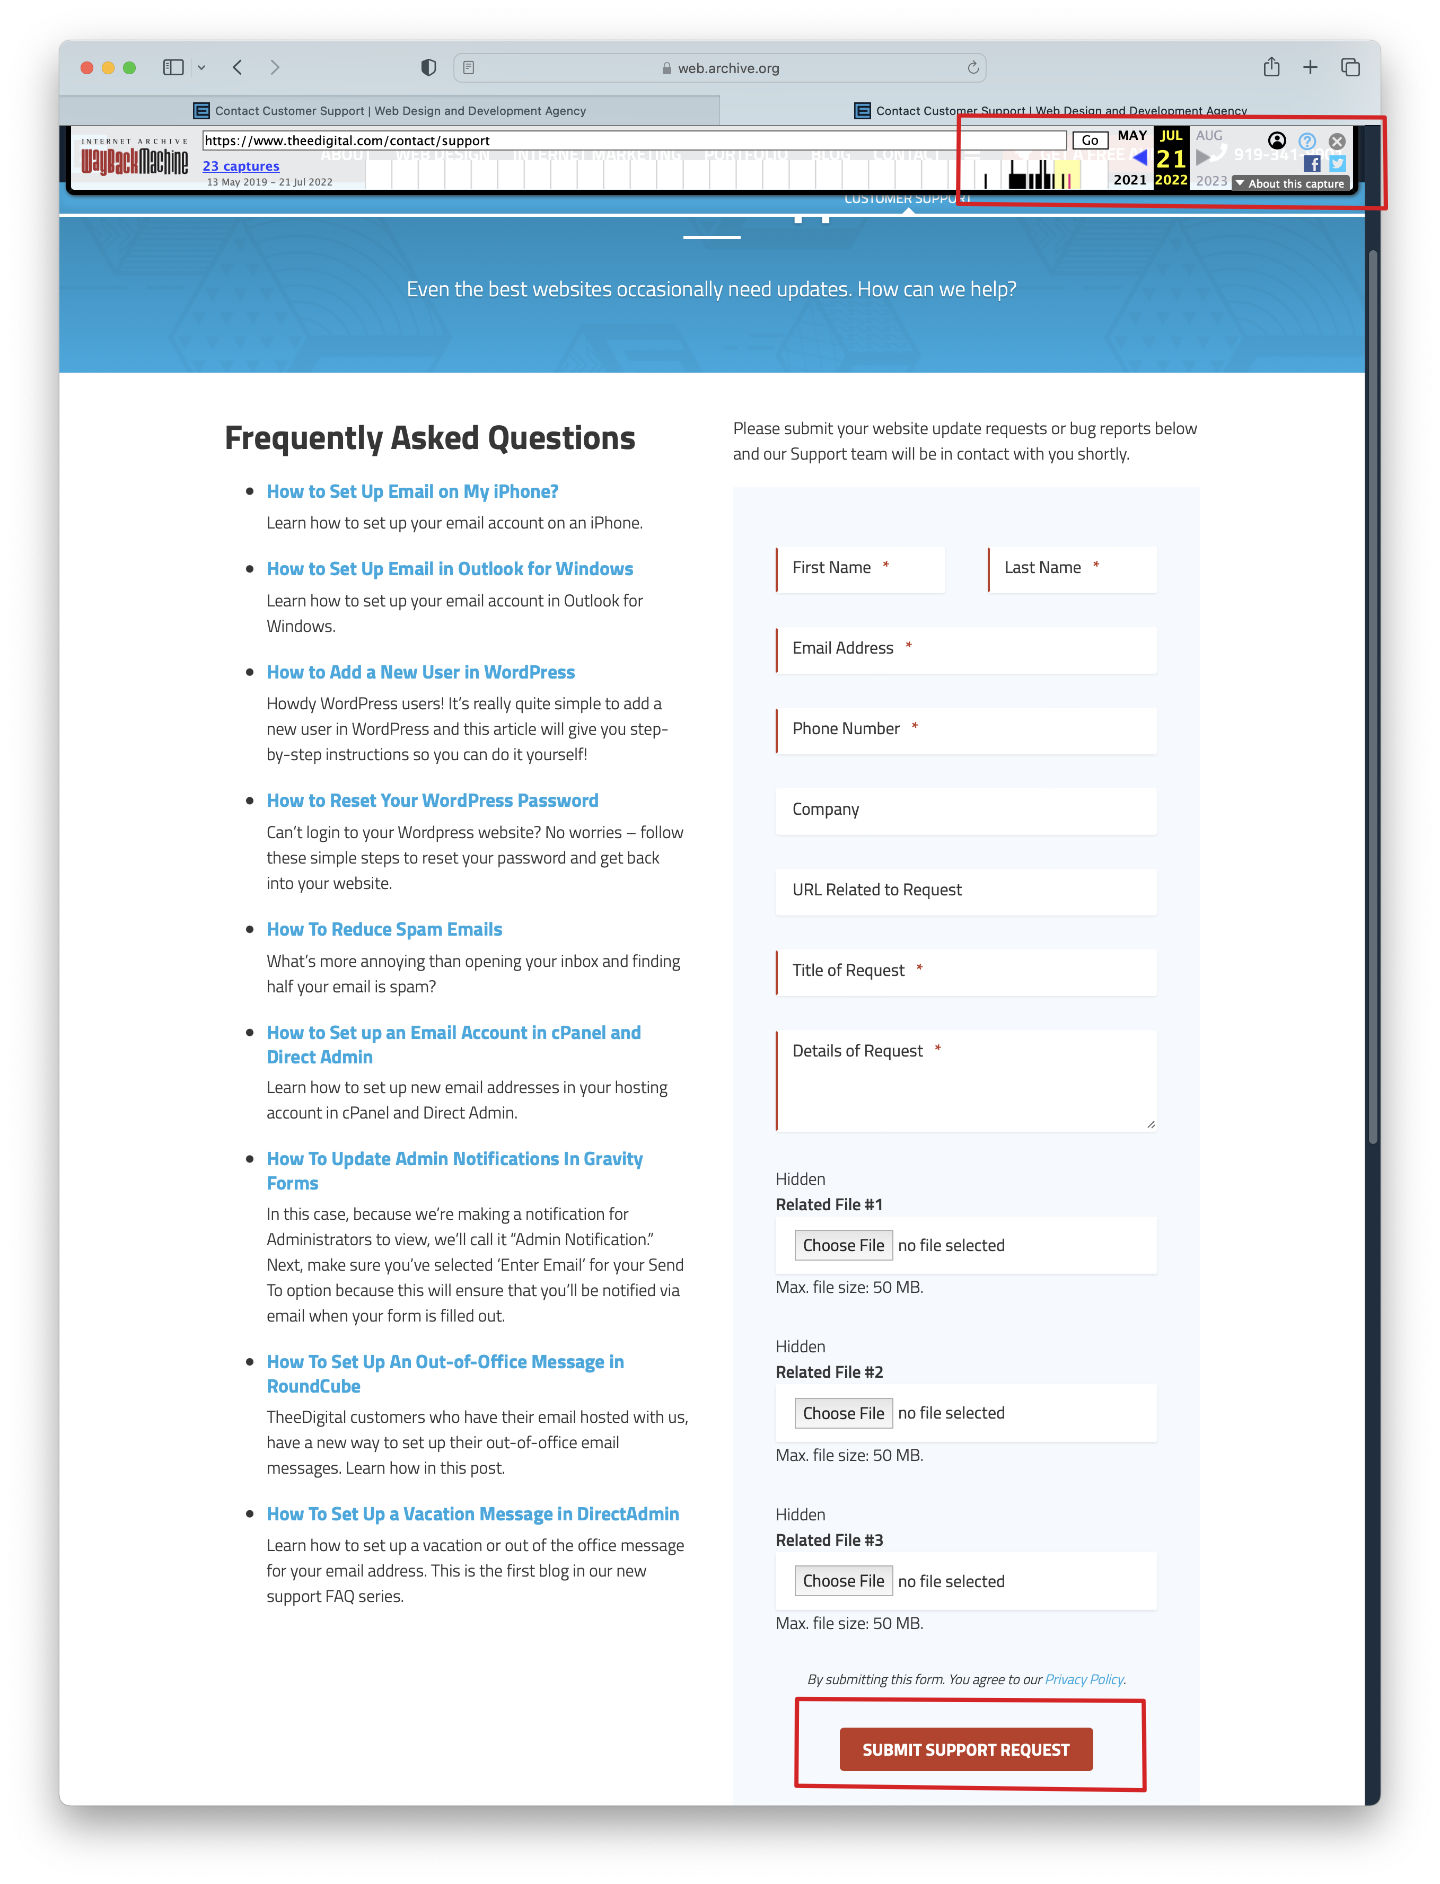 web.archive.org
Contact Customer Support | Web Design and Development Agency
Contact Customer Support | Web Design and Development Agency
INTERNET ARCHIVE
WayBackMachine
https://www.theedigital.com/contact/support
Go
MAY
JUL
AUG
23 captures
13 May 2019 – 21 Jul 2022
ABOUT WEB DESIGN INTERNET MARKETING PORTFOLIO BLOG CONTACT
GET A FREE
919-341-
21
2021
2022
2023
About this capture
CUSTOMER SUPPORT
Even the best websites occasionally need updates. How can we help?
Frequently Asked Questions
How to Set Up Email on My iPhone?
Learn how to set up your email account on an iPhone.
How to Set Up Email in Outlook for Windows
Learn how to set up your email account in Outlook for
Windows.
How to Add a New User in WordPress
Howdy WordPress users! It's really quite simple to add a
new user in WordPress and this article will give you step-
by-step instructions so you can do it yourself!
How to Reset Your WordPress Password
Can't login to your Wordpress website? No worries – follow
these simple steps to reset your password and get back
into your website.
How To Reduce Spam Emails
What's more annoying than opening your inbox and finding
half your email is spam?
How to Set up an Email Account in cPanel and
Direct Admin
Learn how to set up new email addresses in your hosting
account in cPanel and Direct Admin.
How To Update Admin Notifications In Gravity
Forms
In this case, because we're making a notification for
Administrators to view, we'll call it “Admin Notification.”
Next, make sure you've selected ‘Enter Email’ for your Send
To option because this will ensure that you'll be notified via
email when your form is filled out.
How To Set Up An Out-of-Office Message in
RoundCube
TheeDigital customers who have their email hosted with us,
have a new way to set up their out-of-office email
messages. Learn how in this post.
How To Set Up a Vacation Message in DirectAdmin
Learn how to set up a vacation or out of the office message
for your email address. This is the first blog in our new
support FAQ series.
Please submit your website update requests or bug reports below
and our Support team will be in contact with you shortly.
First Name *
Last Name *
Email Address *
Phone Number *
Company
URL Related to Request
Title of Request *
Details of Request *
Hidden
Related File #1
Choose File no file selected
Max. file size: 50 MB.
Hidden
Related File #2
Choose File no file selected
Max. file size: 50 MB.
Hidden
Related File #3
Choose File no file selected
Max. file size: 50 MB.
By submitting this form. You agree to our Privacy Policy.
SUBMIT SUPPORT REQUEST